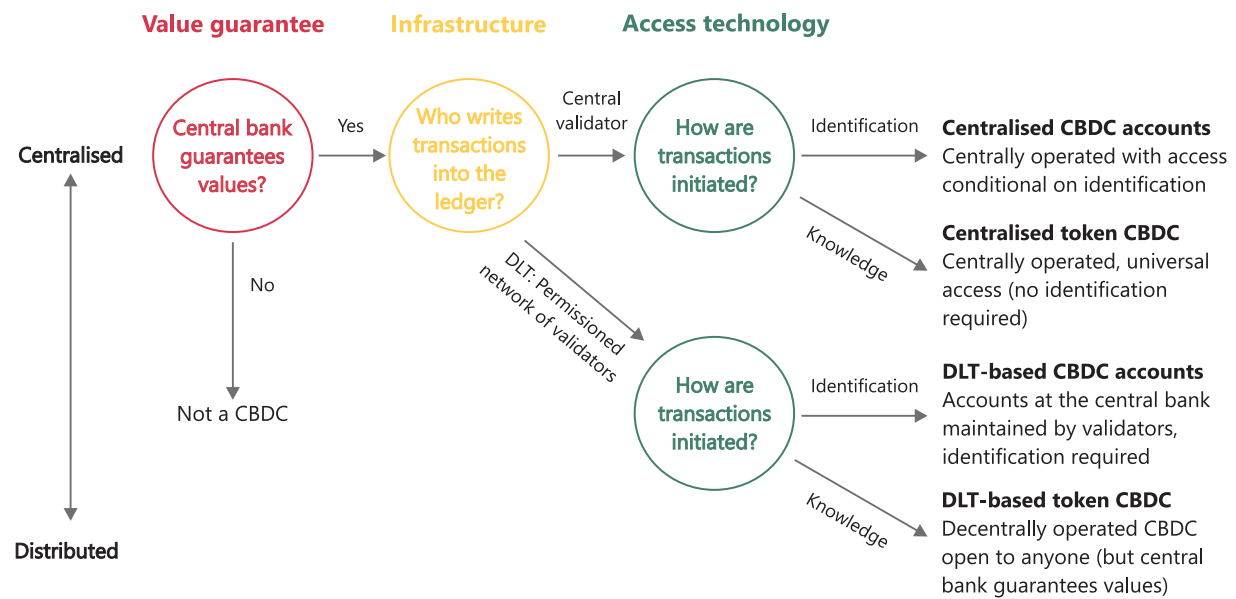 Value guarantee
Infrastructure
Access technology
Centralised
Distributed
Central bank
guarantees
values?
Yes
No
Not a CBDC
Who writes
transactions
into the
ledger?
Central
validator
DLT: Permissioned
network of validators
How are
transactions
initiated?
Identification
Knowledge
Centralised CBDC accounts
Centrally operated with access
conditional on identification
Centralised token CBDC
Centrally operated, universal
access (no identification
required)
How are
transactions
initiated?
Identification
Knowledge
DLT-based CBDC accounts
Accounts at the central bank
maintained by validators,
identification required
DLT-based token CBDC
Decentrally operated CBDC
open to anyone (but central
bank guarantees values)